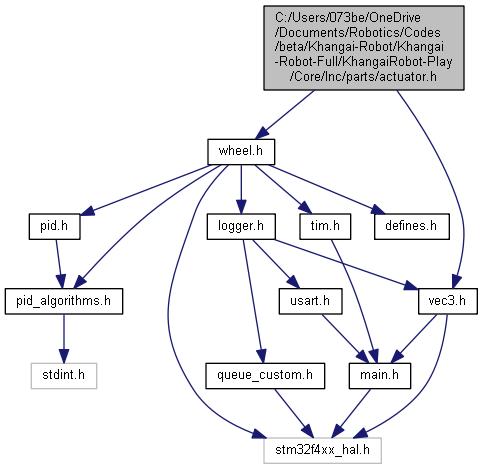 C:/Users/073be/OneDrive
/Documents/Robotics/Codes
/beta/Khangai-Robot/Khangai
-Robot-Full/KhangaiRobot-Play
/Core/Inc/parts/actuator.h
wheel.h
pid.h
logger.h
tim.h
defines.h
pid_algorithms.h
usart.h
vec3.h
stdint.h
queue_custom.h
main.h
stm32f4xx_hal.h